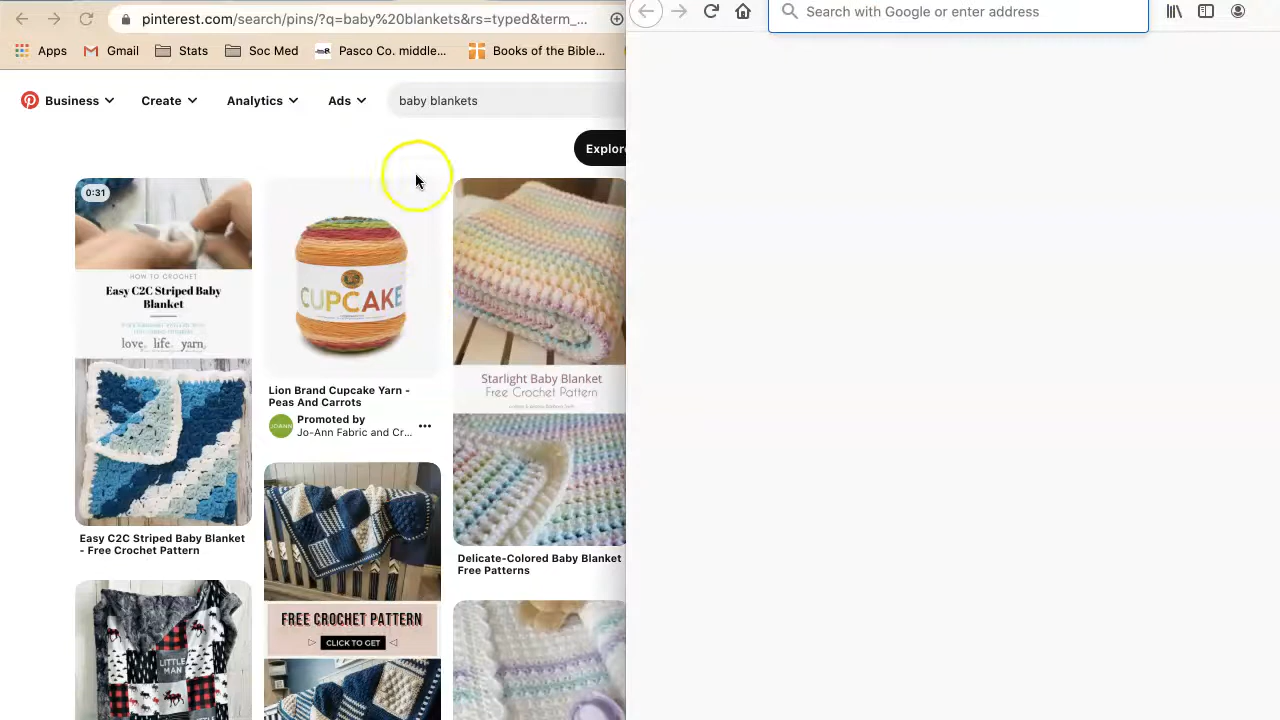 pinterest.com/search/pins/?q=baby%20blankets&rs=typed&term_...
Search with Google or enter address
Apps
Gmail
Stats
Soc Med
Pasco Co. middle...
Books of the Bible...
Business
Create
Analytics
Ads
baby blankets
Explore
0:31
HOW TO CROCHET
Easy C2C Striped Baby
Blanket
love. life. yarn.
Easy C2C Striped Baby Blanket
- Free Crochet Pattern
LITTLE
MAN
CUPCAKE
Lion Brand Cupcake Yarn -
Peas And Carrots
Promoted by
Jo-Ann Fabric and Cr...
JOANN
FREE CROCHET PATTERN
CLICK TO GET
Starlight Baby Blanket
Free Crochet Pattern
Delicate-Colored Baby Blanket
Free Patterns